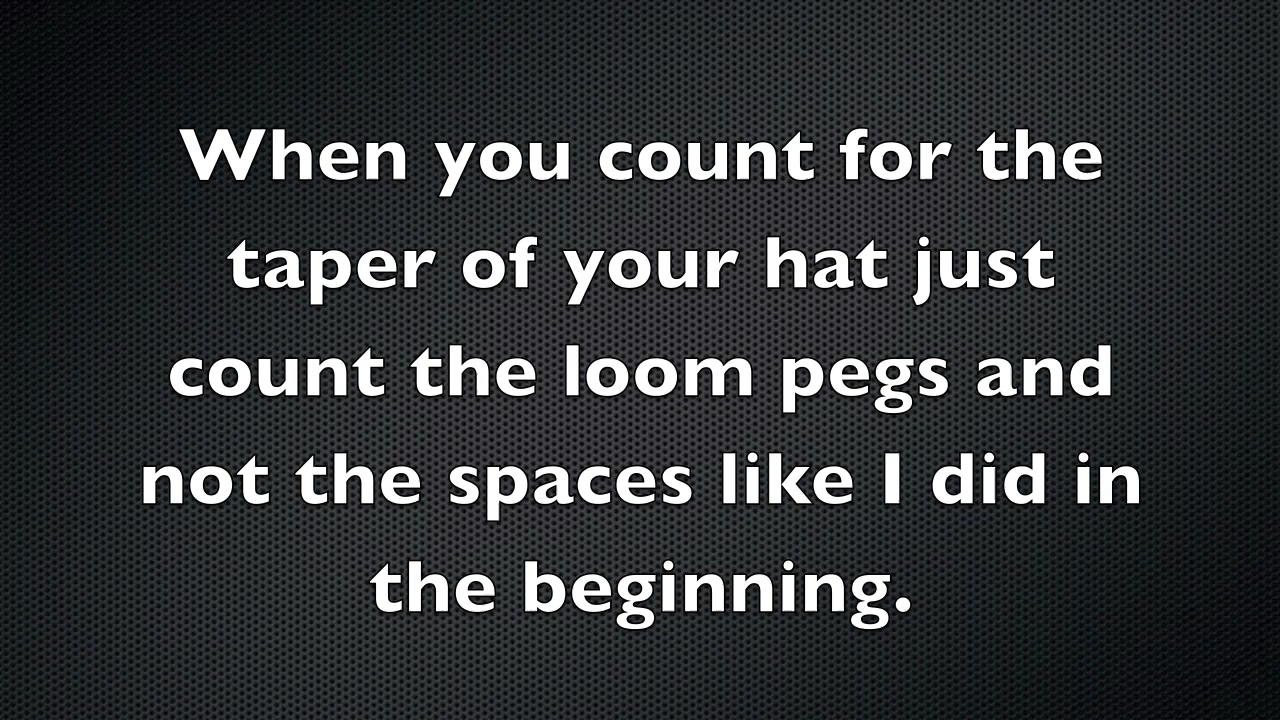 When you count for the
taper of your hat just
count the loom pegs and
not the spaces like I did in
the beginning.